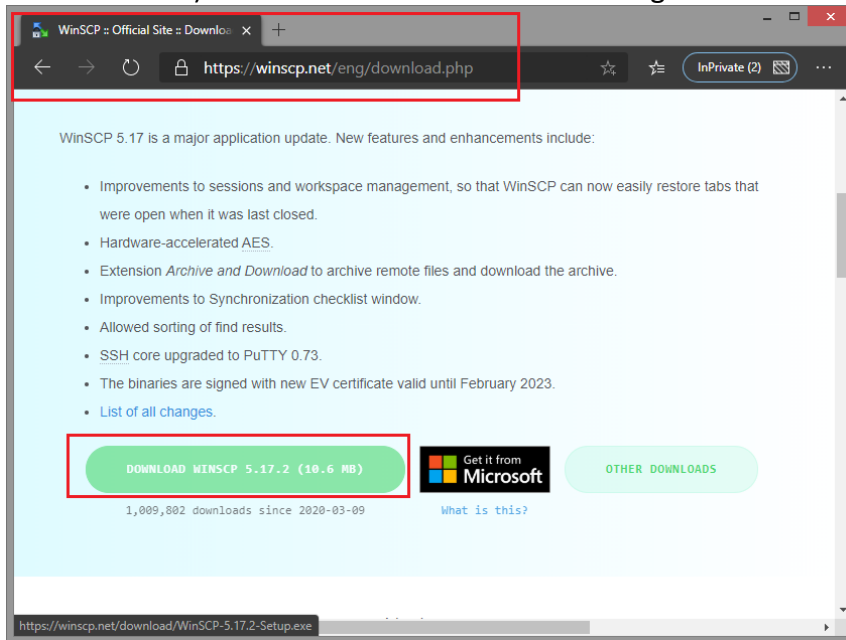 WinSCP :: Official Site :: Downloa
https://winscp.net/eng/download.php
InPrivate (2)
WinSCP 5.17 is a major application update. New features and enhancements include:
Improvements to sessions and workspace management, so that WinSCP can now easily restore tabs that
were open when it was last closed.
Hardware-accelerated AES.
Extension Archive and Download to archive remote files and download the archive.
Improvements to Synchronization checklist window.
Allowed sorting of find results.
SSH core upgraded to PuTTY 0.73.
The binaries are signed with new EV certificate valid until February 2023.
List of all changes.
DOWNLOAD WINSCP 5.17.2 (10.6 MB)
Get it from
Microsoft
OTHER DOWNLOADS
1,009,802 downloads since 2020-03-09
What is this?
https://winscp.net/download/WinSCP-5.17.2-Setup.exe